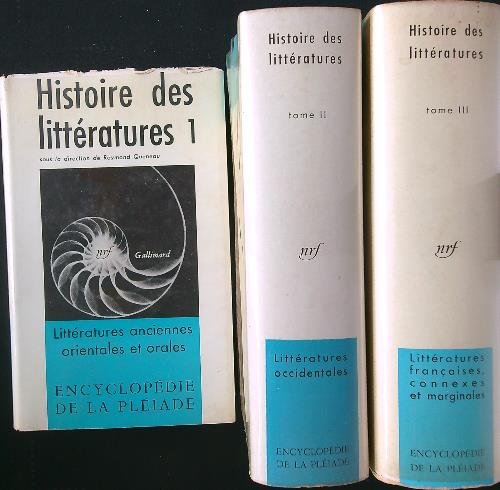 Histoire des
littératures 1
sous la direction de Raymond Queneau
nrf
Gallimard
Littératures anciennes
orientales et orales
ENCYCLOPÉDIE
DE LA PLÉIADE
Histoire des
littératures
tome II
nrf
Littératures
occidentales
ENCYCLOPÉDIE
DE LA PLÉIADE
Histoire des
littératures
tome III
nrf
Littératures
françaises,
connexes
et marginales
ENCYCLOPÉDIE
DE LA PLÉIADE